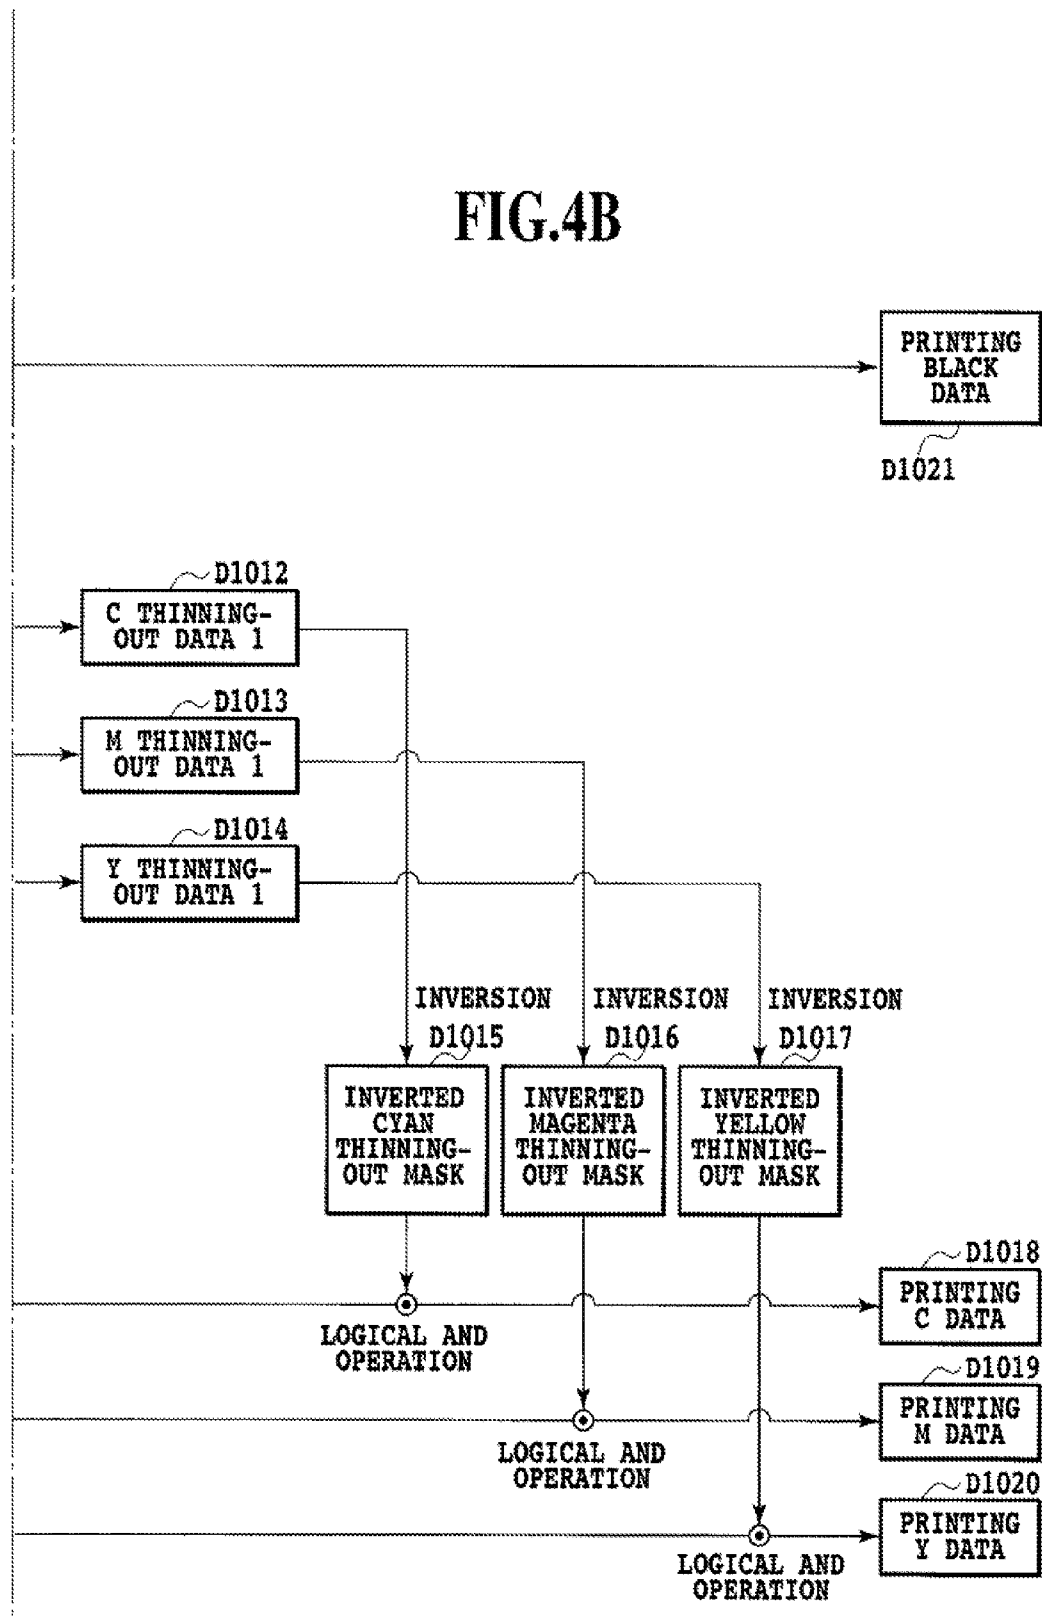 FIG.4B
PRINTING
BLACK
DATA
D1021
D1012
C THINNING-
OUT DATA 1
D1013
M THINNING-
OUT DATA 1
D1014
Y THINNING-
OUT DATA 1
INVERSION
INVERSION
INVERSION
D1015
D1016
D1017
INVERTED
CYAN
THINNING-
OUT MASK
INVERTED
MAGENTA
THINNING-
OUT MASK
INVERTED
YELLOW
THINNING-
OUT MASK
D1018
PRINTING
C DATA
LOGICAL AND
OPERATION
D1019
PRINTING
M DATA
LOGICAL AND
OPERATION
D1020
PRINTING
Y DATA
LOGICAL AND
OPERATION